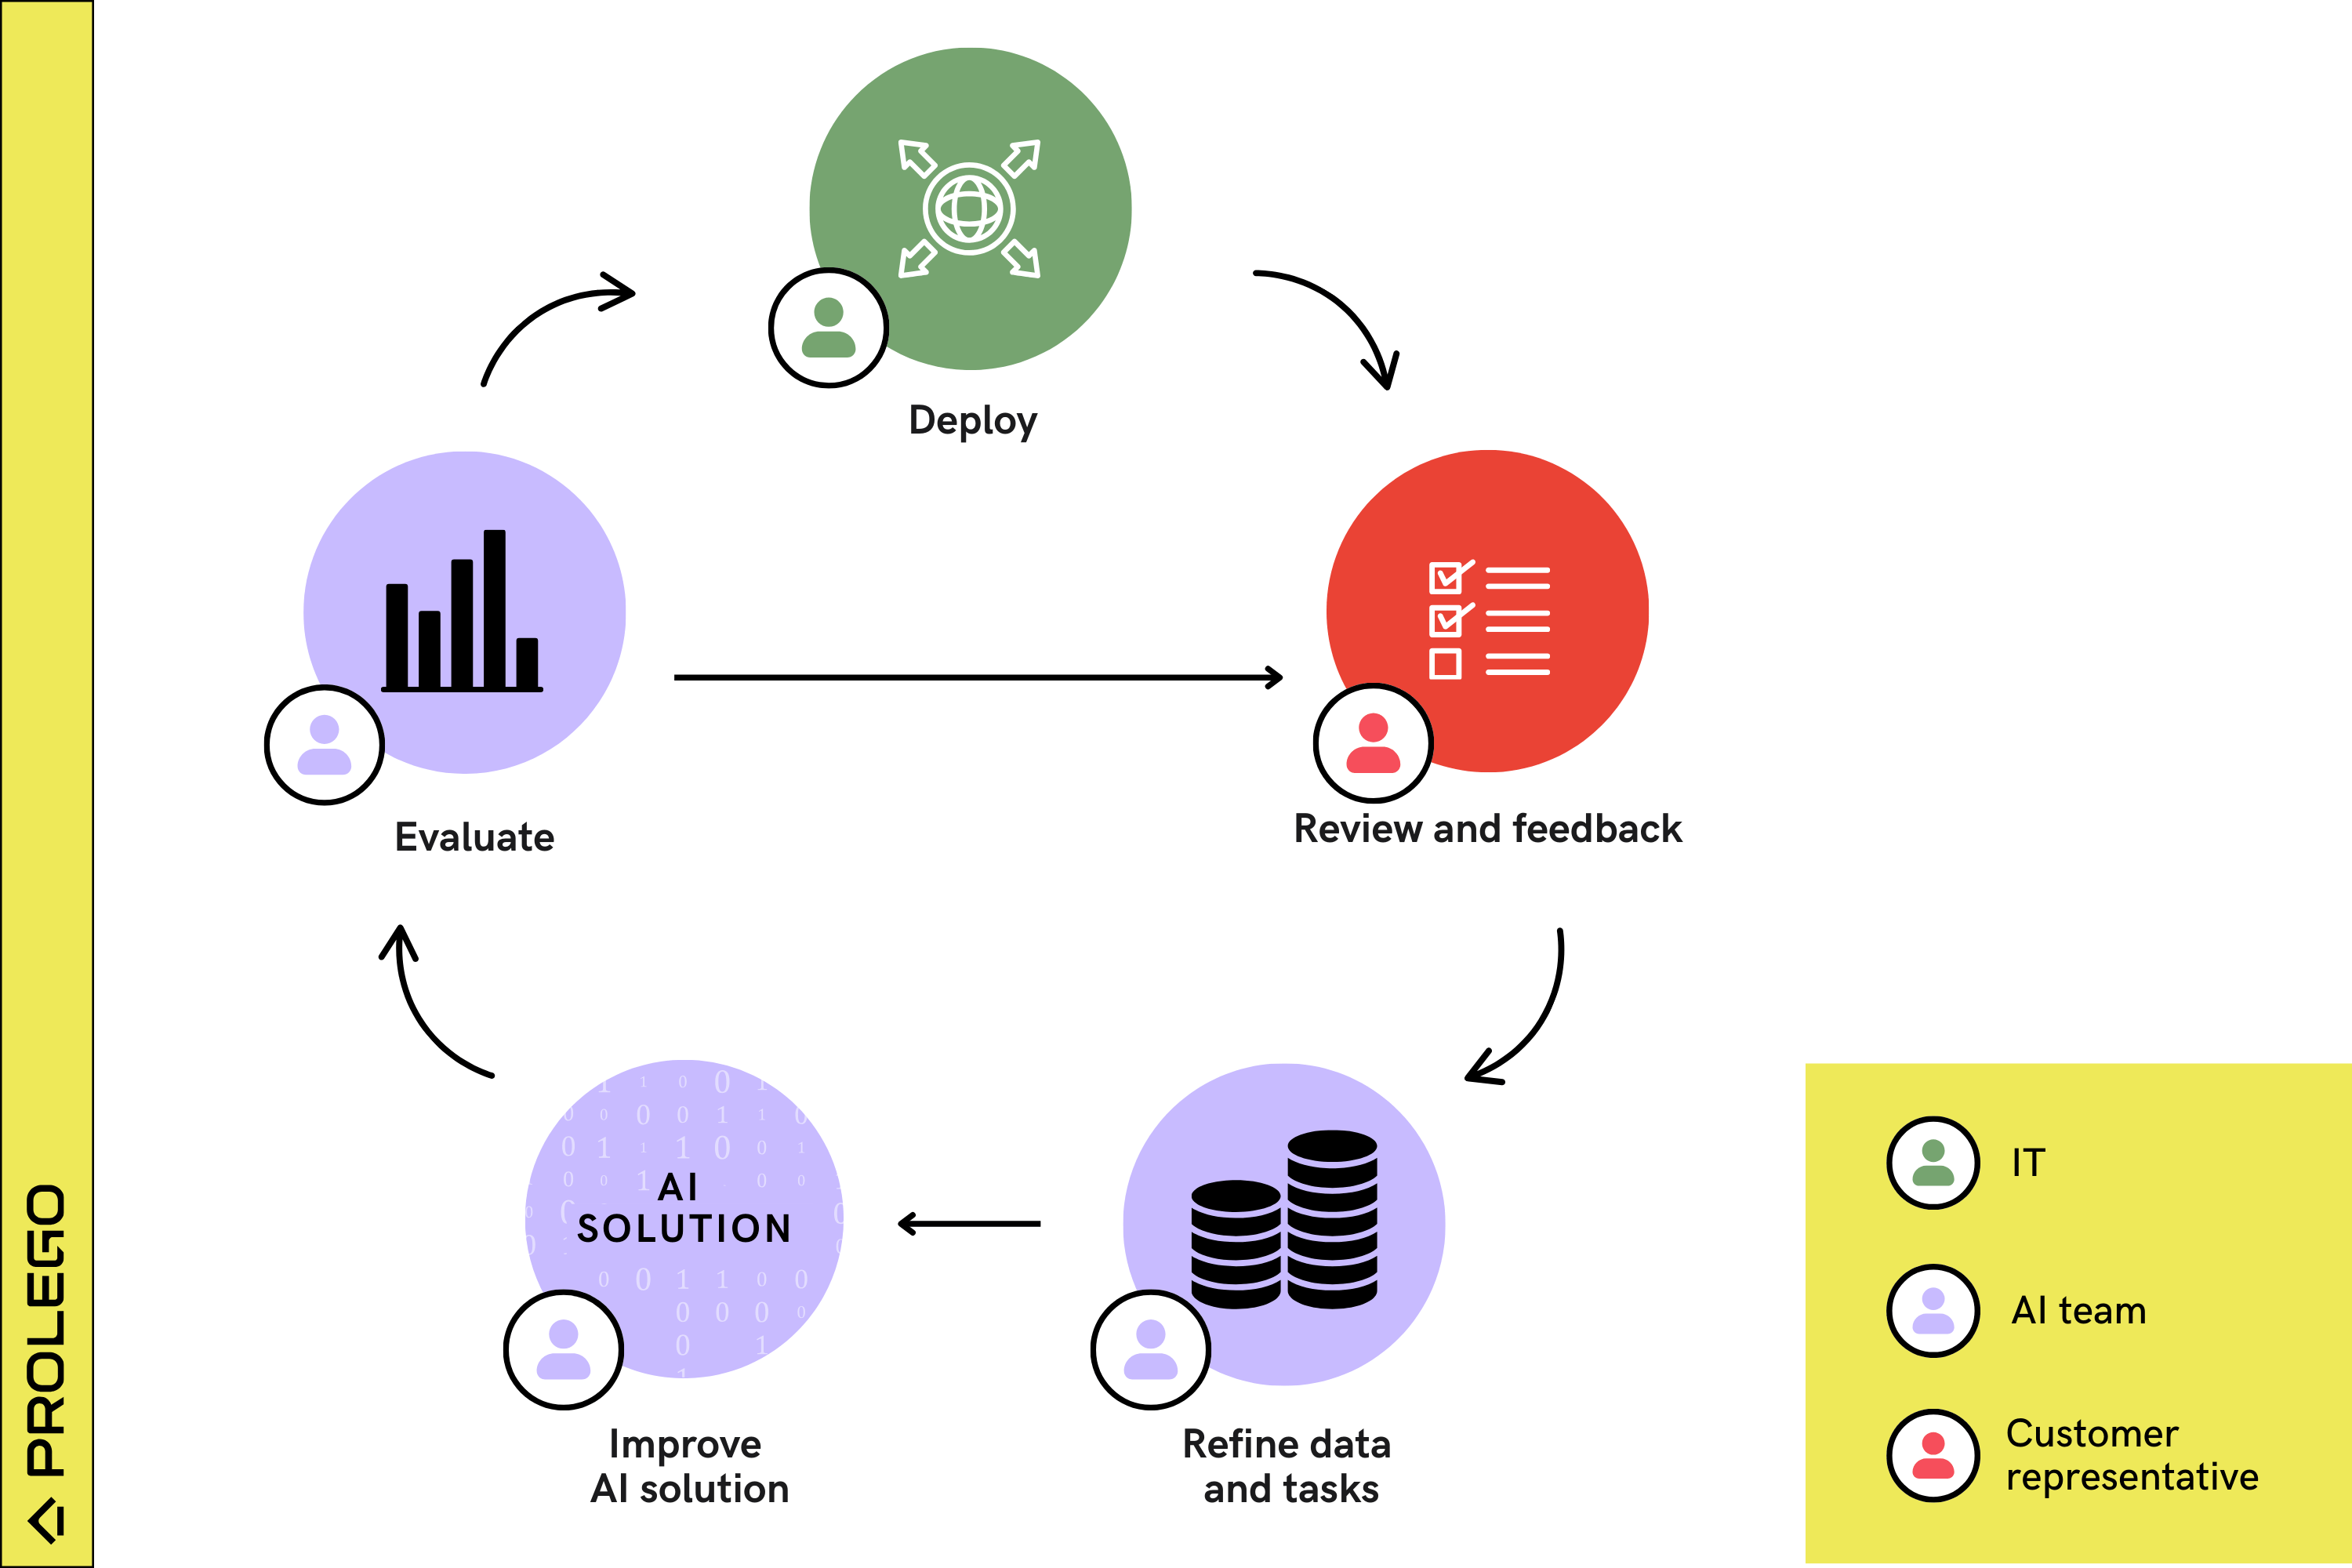 Deploy
Evaluate
Review and feedback
AI
SOLUTION
Improve
AI solution
Refine data
and tasks
IT
AI team
Customer
representative
PROLEGO